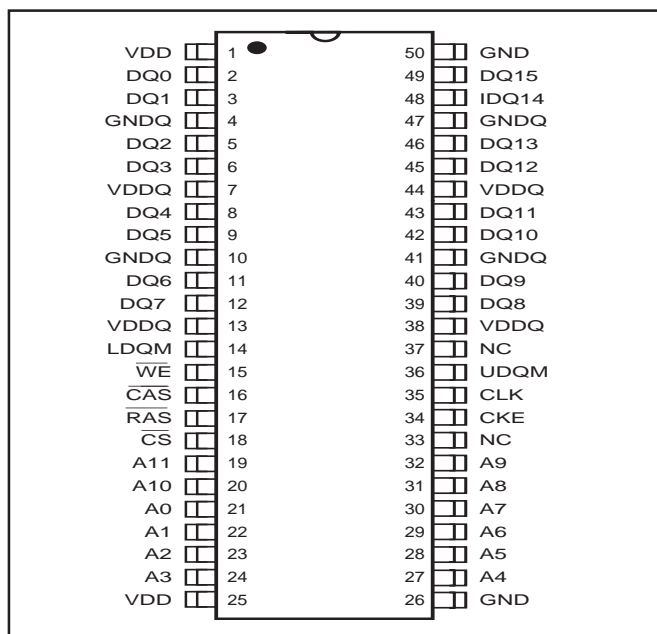 VDD 1 50 GND
DQ0 2 49 DQ15
DQ1 3 48 IDQ14
GNDQ 4 47 GNDQ
DQ2 5 46 DQ13
DQ3 6 45 DQ12
VDDQ 7 44 VDDQ
DQ4 8 43 DQ11
DQ5 9 42 DQ10
GNDQ 10 41 GNDQ
DQ6 11 40 DQ9
DQ7 12 39 DQ8
VDDQ 13 38 VDDQ
LDQM 14 37 NC
W̅E̅ 15 36 UDQM
C̅A̅S̅ 16 35 CLK
R̅A̅S̅ 17 34 CKE
C̅S̅ 18 33 NC
A11 19 32 A9
A10 20 31 A8
A0 21 30 A7
A1 22 29 A6
A2 23 28 A5
A3 24 27 A4
VDD 25 26 GND